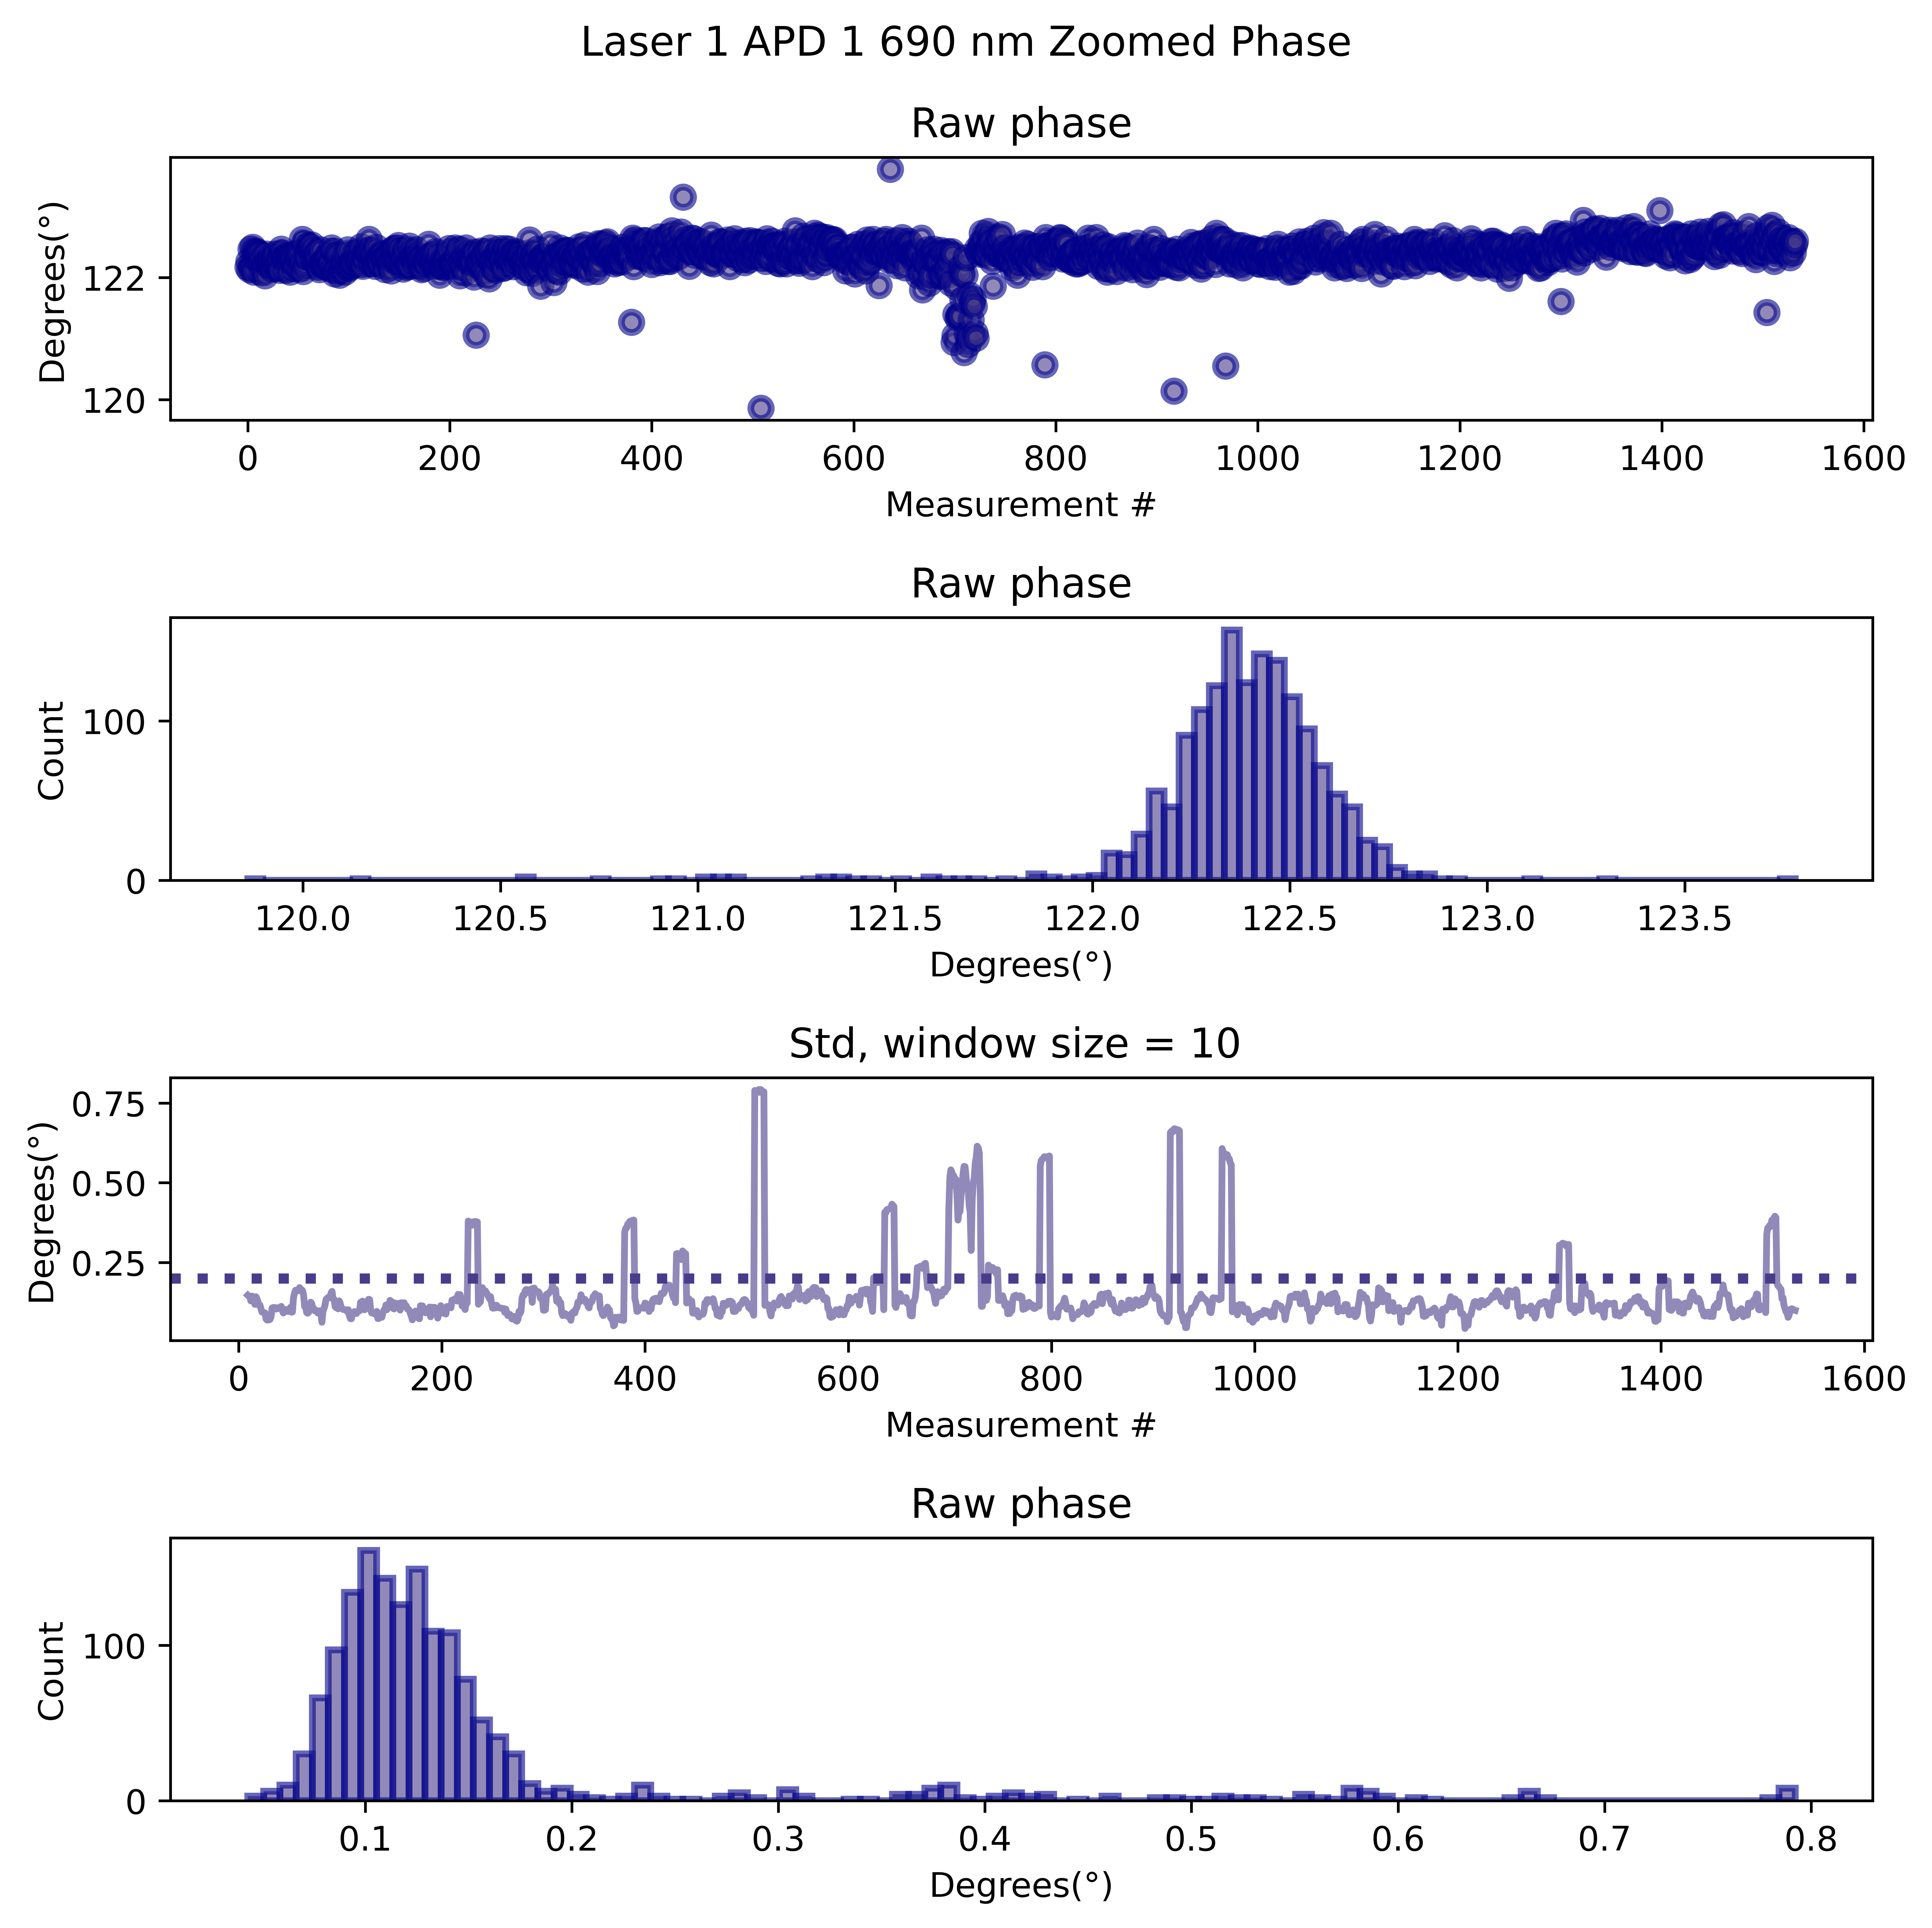 Laser 1 APD 1 690 nm Zoomed Phase
Raw phase
Degrees(°)
122
120
0 200 400 600 800 1000 1200 1400 1600
Measurement #
Raw phase
Count
100
0
120.0 120.5 121.0 121.5 122.0 122.5 123.0 123.5
Degrees(°)
Std, window size = 10
Degrees(°)
0.75
0.50
0.25
0 200 400 600 800 1000 1200 1400 1600
Measurement #
Raw phase
Count
100
0
0.1 0.2 0.3 0.4 0.5 0.6 0.7 0.8
Degrees(°)